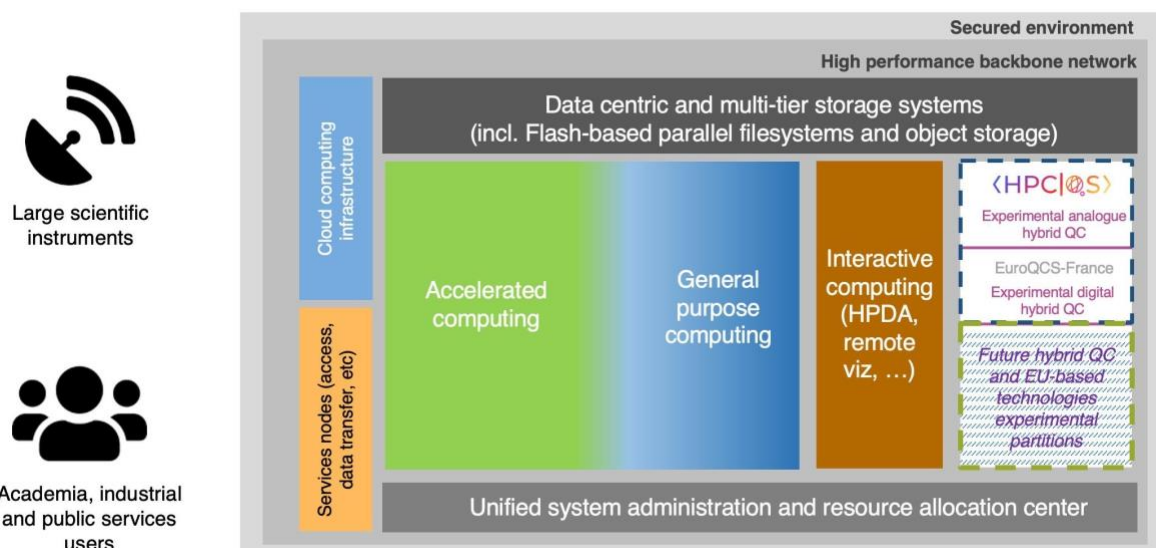 Secured environment
High performance backbone network
Large scientific
instruments
Academia, industrial
and public services
users
Cloud computing
infrastructure
Services nodes (access,
data transfer, etc)
Data centric and multi-tier storage systems
(incl. Flash-based parallel filesystems and object storage)
Accelerated
computing
General
purpose
computing
Interactive
computing
(HPDA,
remote
viz, …)
<HPC|QS>
Experimental analogue
hybrid QC
EuroQCS-France
Experimental digital
hybrid QC
Future hybrid QC
and EU-based
technologies
experimental
partitions
Unified system administration and resource allocation center